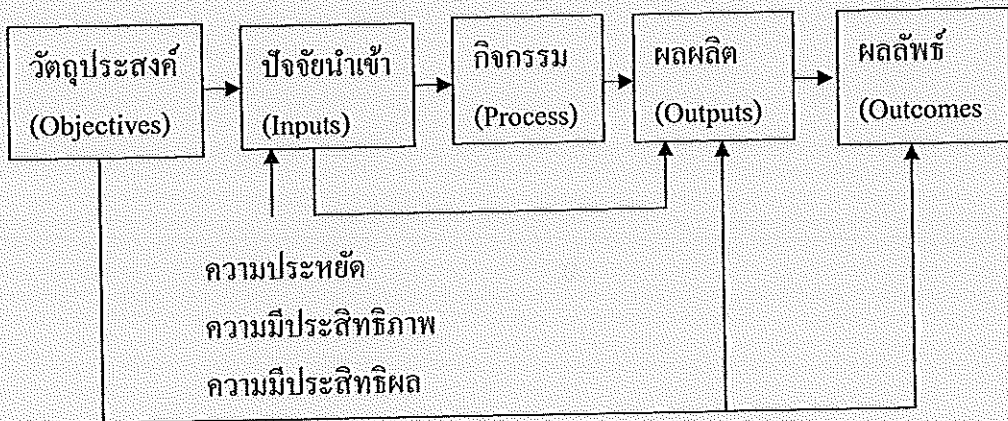 วัตถุประสงค์
(Objectives)
ปัจจัยนำเข้า
(Inputs)
กิจกรรม
(Process)
ผลผลิต
(Outputs)
ผลลัพธ์
(Outcomes
ความประหยัด
ความมีประสิทธิภาพ
ความมีประสิทธิผล